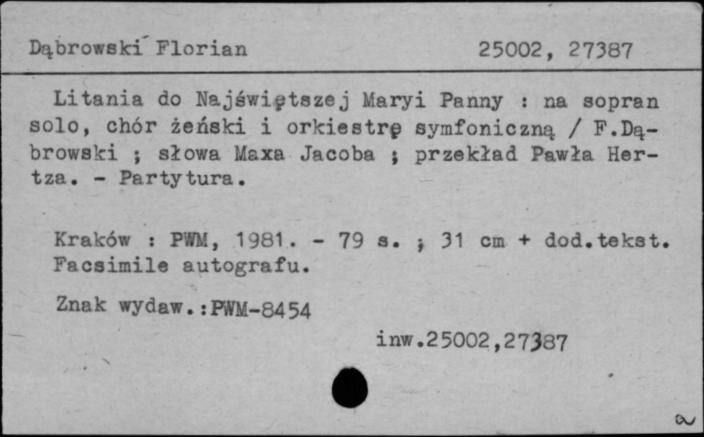 Dąbrowski Florian 25002, 27387
Litania do Najświętszej Maryi Panny : na sopran
solo, chór żeński i orkiestrę symfoniczną / F.Dą-
browski ; słowa Maxa Jacoba ; przekład Pawła Her-
tza. - Partytura.
Kraków : PWM, 1981. - 79 s. ; 31 cm + dod.tekst.
Facsimile autografu.
Znak wydaw.:PWM-8454
inw.25002,27387